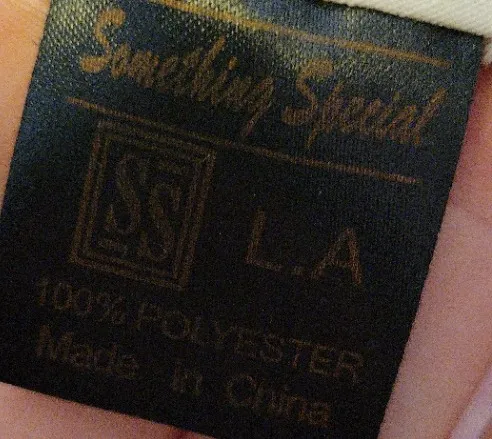 Something Special
SS
L.A
100% POLYESTER
Made in China